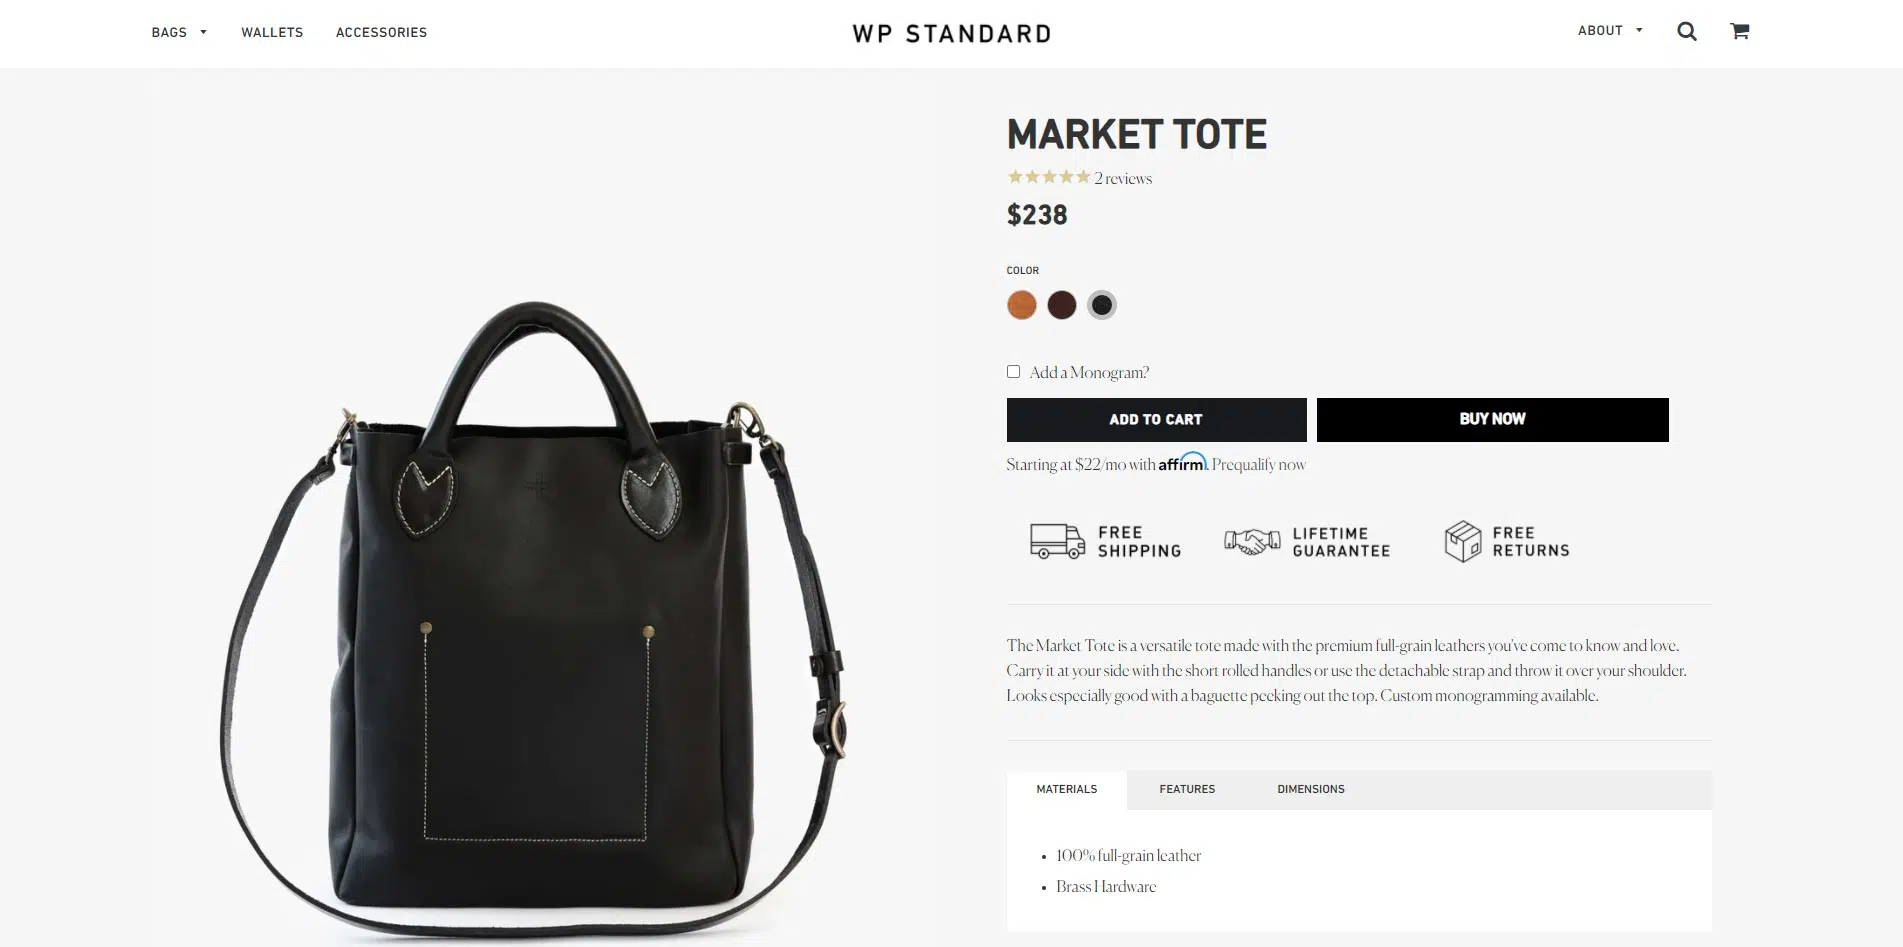 BAGS
WALLETS
ACCESSORIES
WP STANDARD
ABOUT
MARKET TOTE
2 reviews
$238
COLOR
Add a Monogram?
ADD TO CART
BUY NOW
Starting at $22/mo with affirm. Prequalify now
FREE
SHIPPING
LIFETIME
GUARANTEE
FREE
RETURNS
The Market Tote is a versatile tote made with the premium full-grain leathers you've come to know and love.
Carry it at your side with the short rolled handles or use the detachable strap and throw it over your shoulder.
Looks especially good with a baguette peeking out the top. Custom monogramming available.
MATERIALS
FEATURES
DIMENSIONS
• 100% full-grain leather
• Brass Hardware